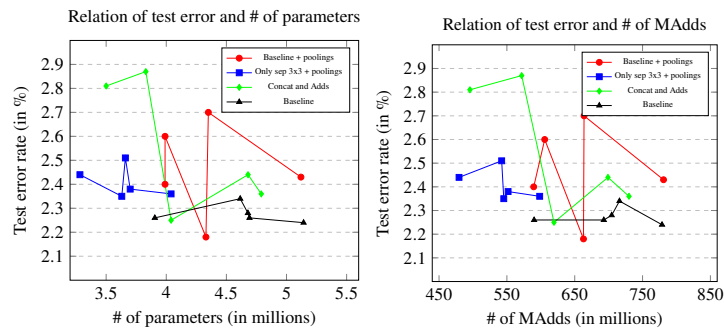 Relation of test error and # of parameters
Test error rate (in %)
2.9
2.8
2.7
2.6
2.5
2.4
2.3
2.2
2.1
Baseline + poolings
Only sep 3x3 + poolings
Concat and Adds
Baseline
3.5 4 4.5 5 5.5
# of parameters (in millions)
Relation of test error and # of MAdds
Test error rate (in %)
2.9
2.8
2.7
2.6
2.5
2.4
2.3
2.2
2.1
Baseline + poolings
Only sep 3x3 + poolings
Concat and Adds
Baseline
450 550 650 750 850
# of MAdds (in millions)